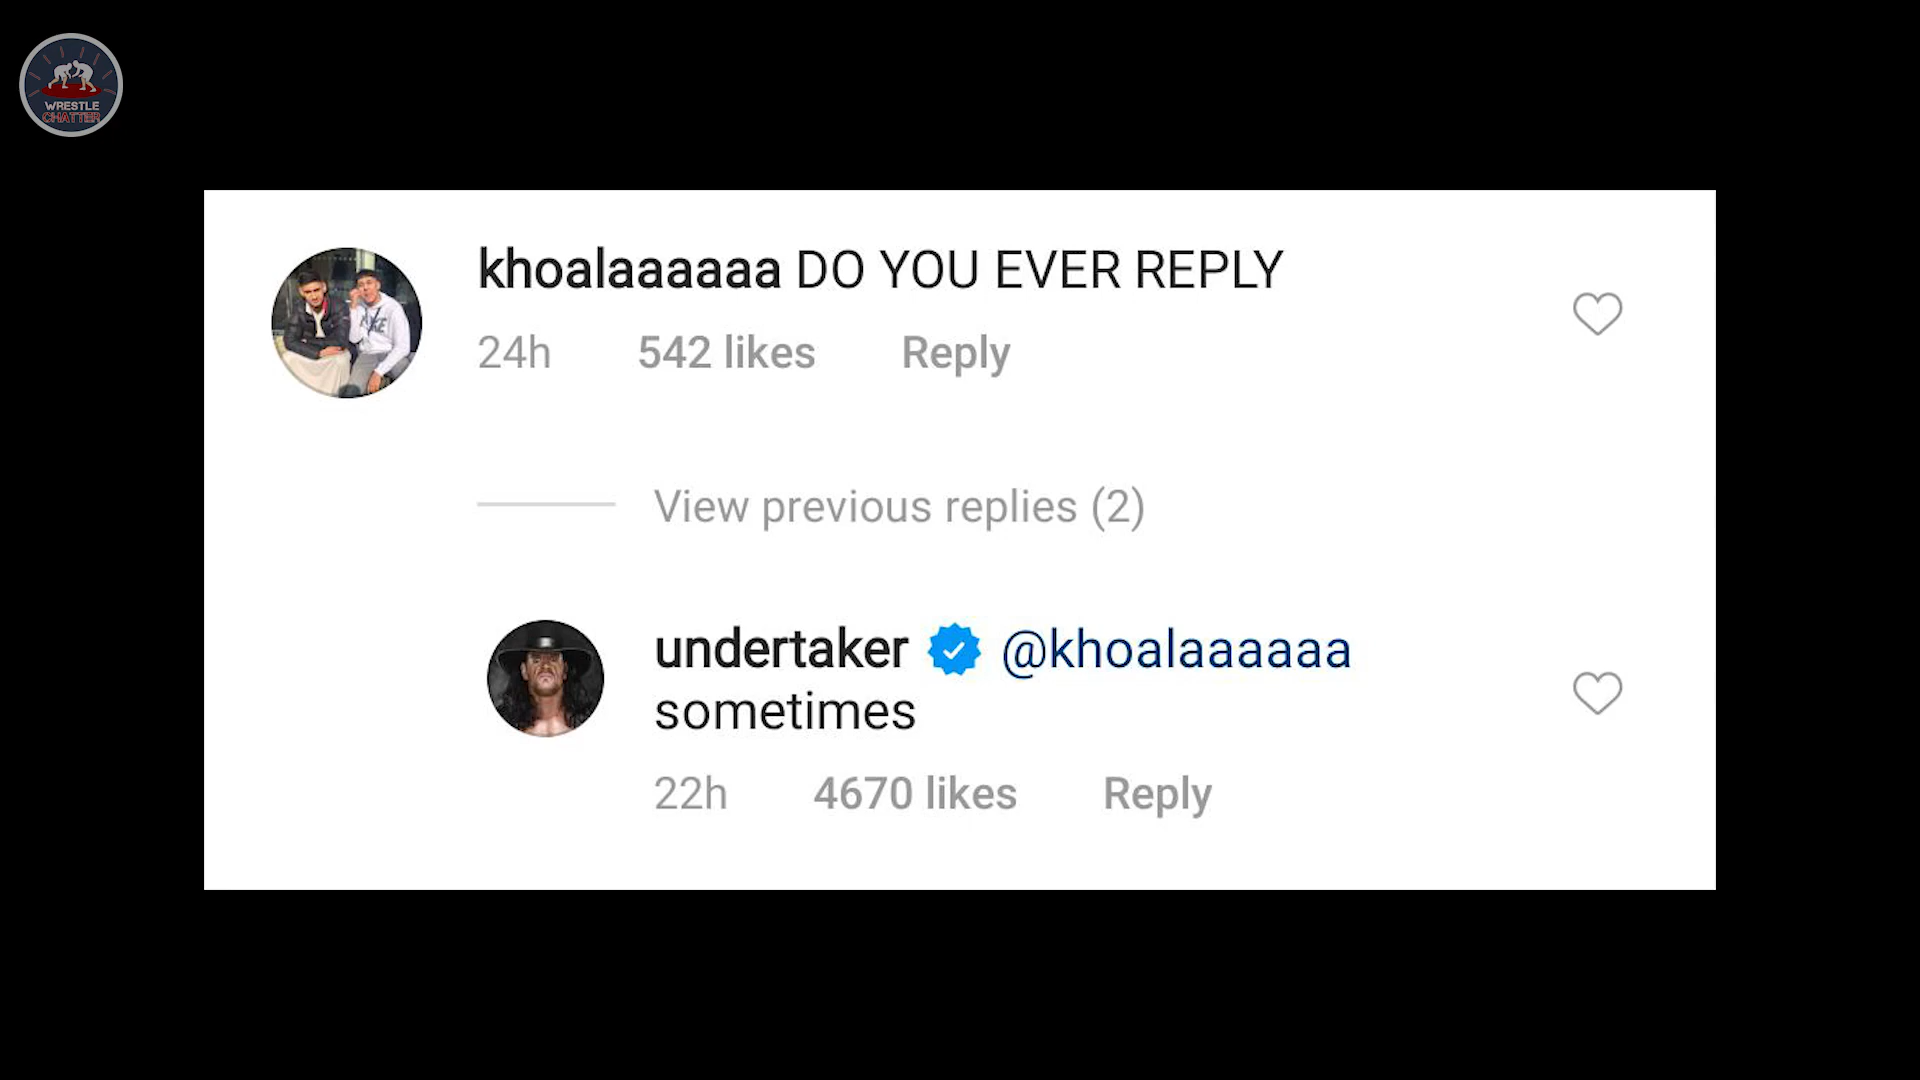 WRESTLE
CHATTER
khoalaaaaaa DO YOU EVER REPLY
24h 542 likes Reply
View previous replies (2)
undertaker @khoalaaaaaa
sometimes
22h 4670 likes Reply